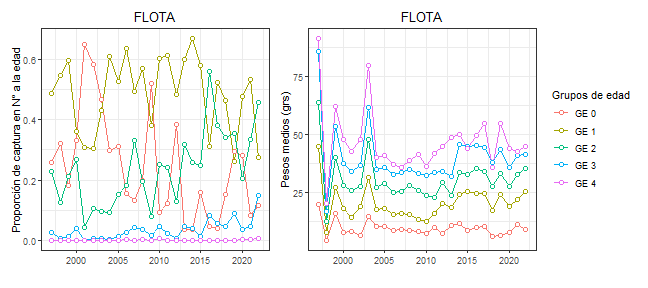 FLOTA
Proporción de captura en N° a la edad
0.6
0.4
0.2
0.0
2000
2005
2010
2015
2020
FLOTA
Pesos medios (grs)
75
50
25
2000
2005
2010
2015
2020
Grupos de edad
GE 0
GE 1
GE 2
GE 3
GE 4